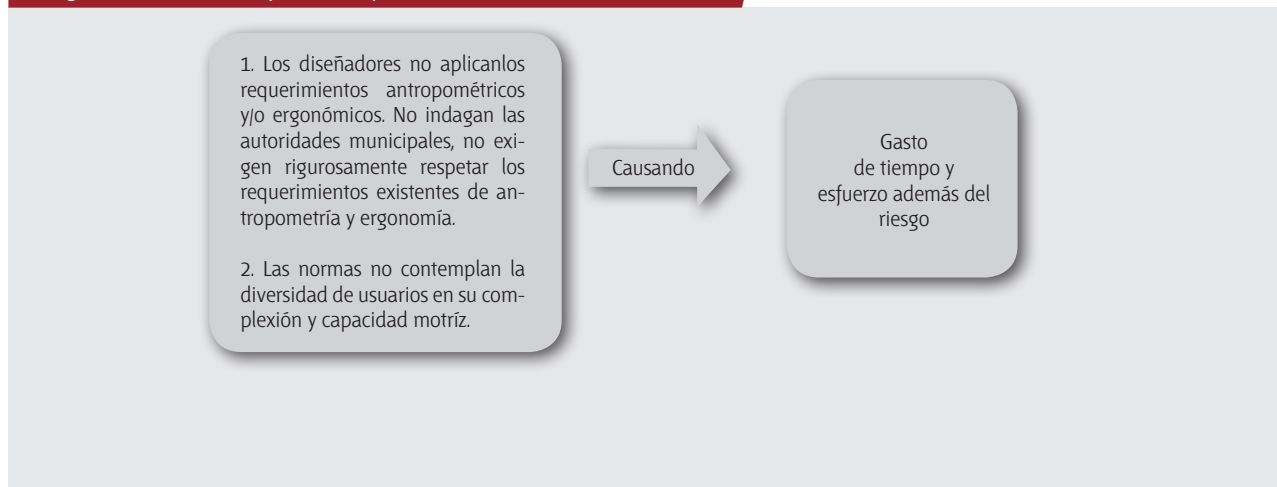 1. Los diseñadores no aplicanlos
requerimientos antropométricos
y/o ergonómicos. No indagan las
autoridades municipales, no exi-
gen rigurosamente respetar los
requerimientos existentes de an-
tropometría y ergonomía.
2. Las normas no contemplan la
diversidad de usuarios en su com-
plexión y capacidad motríz.
Causando
Gasto
de tiempo y
esfuerzo además del
riesgo